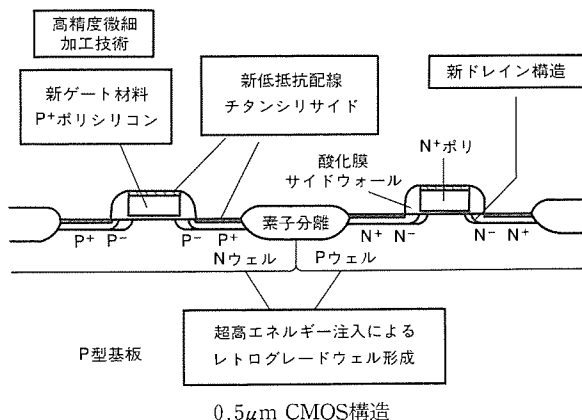 高精度微細
加工技術
新ゲート材料
P⁺ポリシリコン
新低抵抗配線
チタンシリサイド
新ドレイン構造
酸化膜
サイドウォール
N⁺ポリ
素子分離
P⁺ P⁻ P⁻ P⁺ N⁺ N⁻ N⁻ N⁺
Nウェル Pウェル
P型基板
超高エネルギー注入による
レトログレードウェル形成
0.5μm CMOS構造